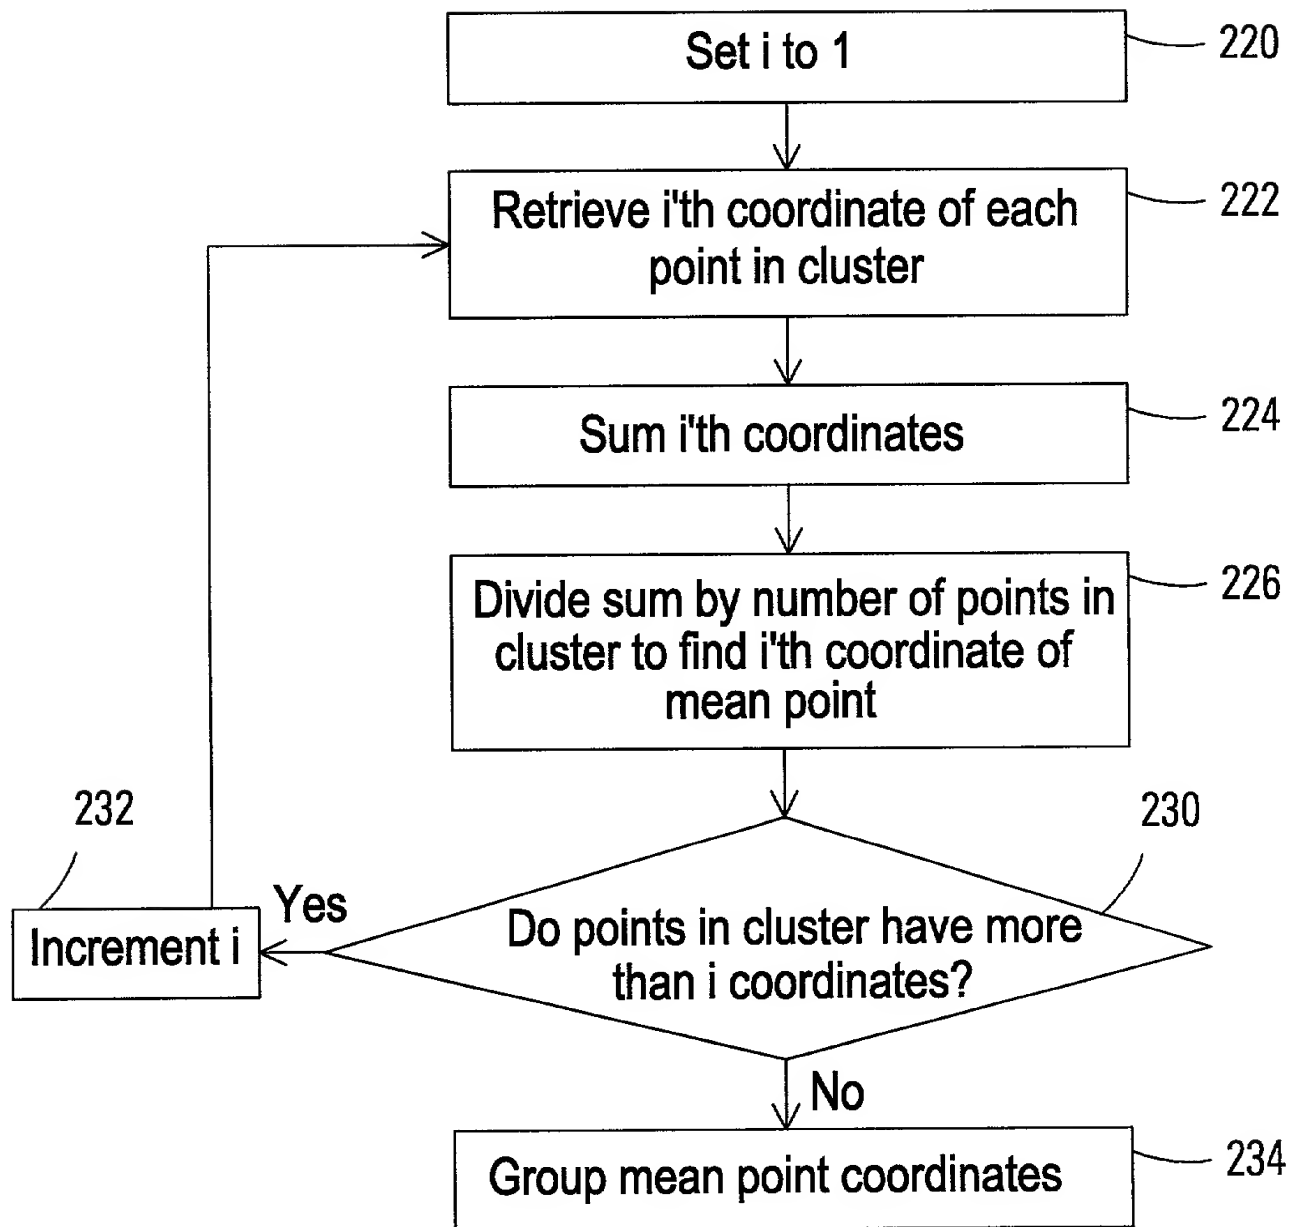 Set i to 1
220
Retrieve i'th coordinate of each
point in cluster
222
Sum i'th coordinates
224
Divide sum by number of points in
cluster to find i'th coordinate of
mean point
226
232
230
Yes
Increment i
Do points in cluster have more
than i coordinates?
No
Group mean point coordinates
234